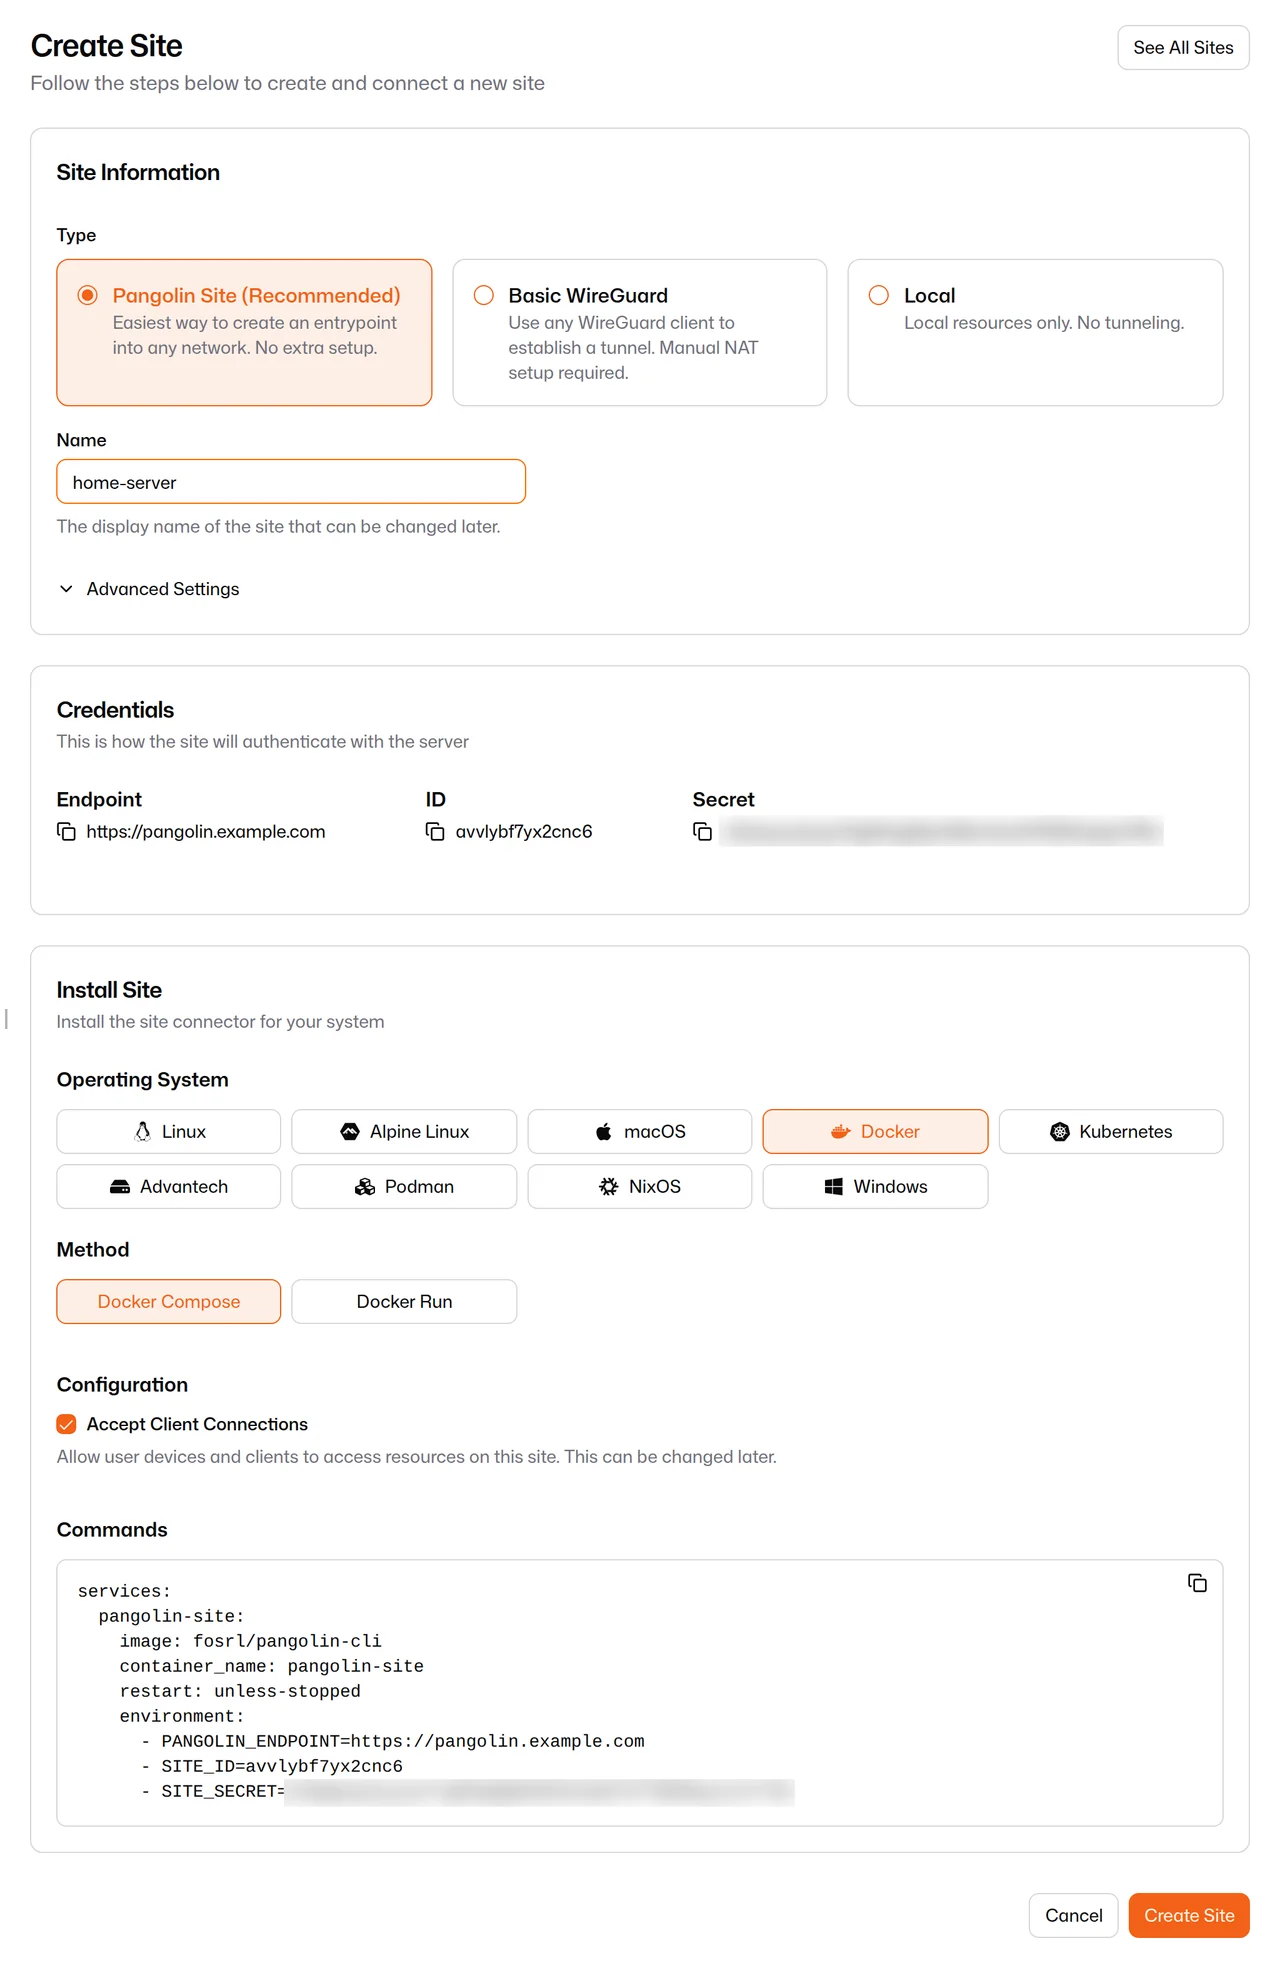 Create Site
See All Sites
Follow the steps below to create and connect a new site
Site Information
Type
Pangolin Site (Recommended)
Easiest way to create an entrypoint
into any network. No extra setup.
Basic WireGuard
Use any WireGuard client to
establish a tunnel. Manual NAT
setup required.
Local
Local resources only. No tunneling.
Name
home-server
The display name of the site that can be changed later.
Advanced Settings
Credentials
This is how the site will authenticate with the server
Endpoint
https://pangolin.example.com
ID
avvlybf7yx2cnc6
Secret
Install Site
Install the site connector for your system
Operating System
Linux
Alpine Linux
macOS
Docker
Kubernetes
Advantech
Podman
NixOS
Windows
Method
Docker Compose
Docker Run
Configuration
Accept Client Connections
Allow user devices and clients to access resources on this site. This can be changed later.
Commands
services:
  pangolin-site:
    image: fosrl/pangolin-cli
    container_name: pangolin-site
    restart: unless-stopped
    environment:
      - PANGOLIN_ENDPOINT=https://pangolin.example.com
      - SITE_ID=avvlybf7yx2cnc6
      - SITE_SECRET=
Cancel
Create Site